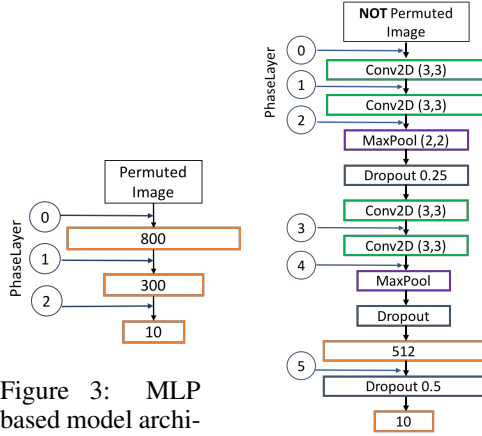 Permuted
Image
PhaseLayer
0
800
1
300
2
10
Figure 3: MLP
based model archi-
NOT Permuted
Image
PhaseLayer
0
Conv2D (3,3)
1
Conv2D (3,3)
2
MaxPool (2,2)
Dropout 0.25
Conv2D (3,3)
3
Conv2D (3,3)
4
MaxPool
Dropout
512
5
Dropout 0.5
10